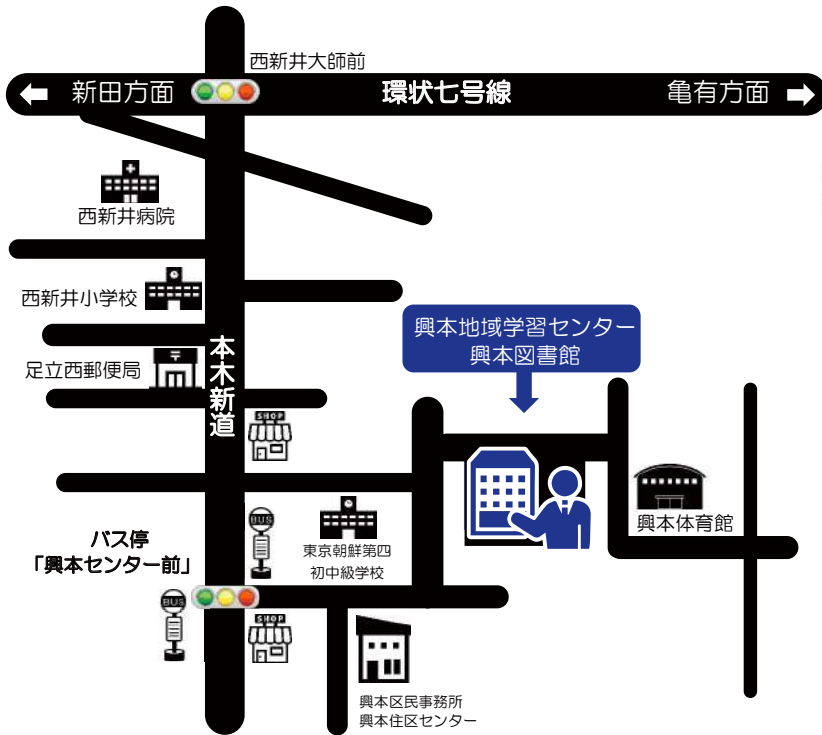 西新井大師前
新田方面
環状七号線
亀有方面
西新井病院
西新井小学校
足立西郵便局
本木新道
SHOP
興本地域学習センター
興本図書館
興本体育館
バス停
「興本センター前」
BUS
東京朝鮮第四
初中級学校
BUS
SHOP
興本区民事務所
興本住区センター